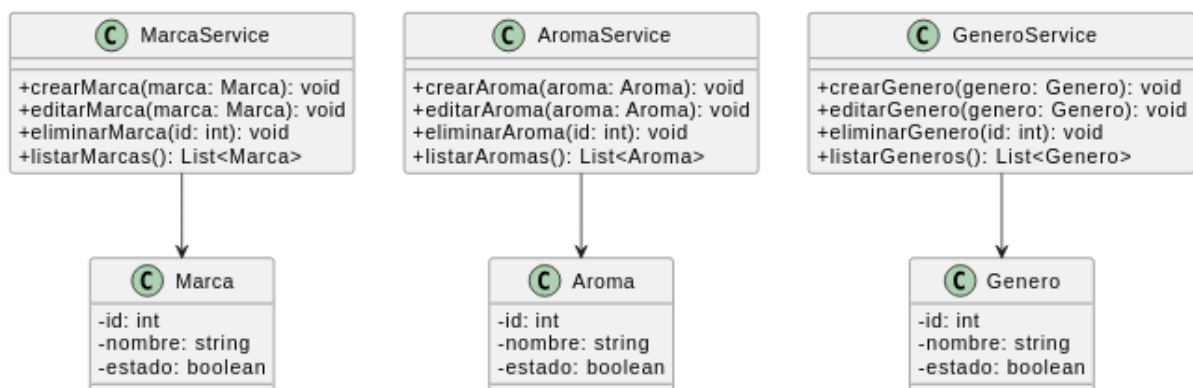 C MarcaService
+crearMarca(marca: Marca): void
+editarMarca(marca: Marca): void
+eliminarMarca(id: int): void
+listarMarcas(): List<Marca>
C AromaService
+crearAroma(aroma: Aroma): void
+editarAroma(aroma: Aroma): void
+eliminarAroma(id: int): void
+listarAromas(): List<Aroma>
C GeneroService
+crearGenero(genero: Genero): void
+editarGenero(genero: Genero): void
+eliminarGenero(id: int): void
+listarGeneros(): List<Genero>
C Marca
-id: int
-nombre: string
-estado: boolean
C Aroma
-id: int
-nombre: string
-estado: boolean
C Genero
-id: int
-nombre: string
-estado: boolean